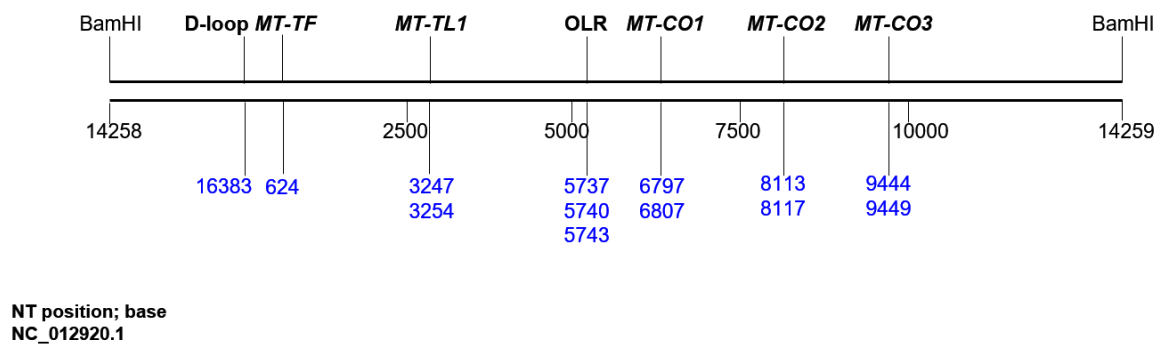 BamHI D-loop MT-TF MT-TL1 OLR MT-CO1 MT-CO2 MT-CO3 BamHI
14258 2500 5000 7500 10000 14259
16383 624 3247 5737 6797 8113 9444
3254 5740 6807 8117 9449
5743
NT position; base
NC_012920.1